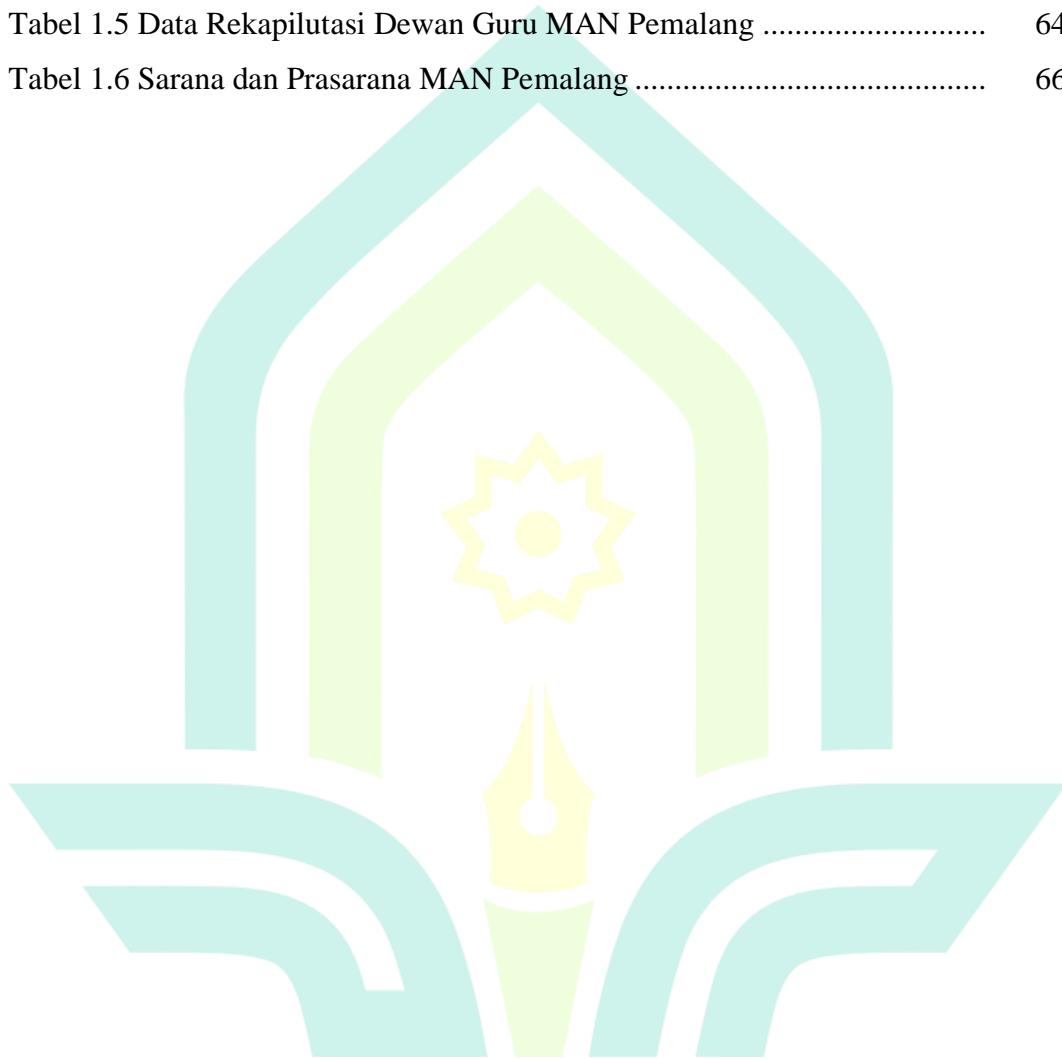 Tabel 1.5 Data Rekapilutasi Dewan Guru MAN Pemalang ............................ 64
Tabel 1.6 Sarana dan Prasarana MAN Pemalang ............................................ 66